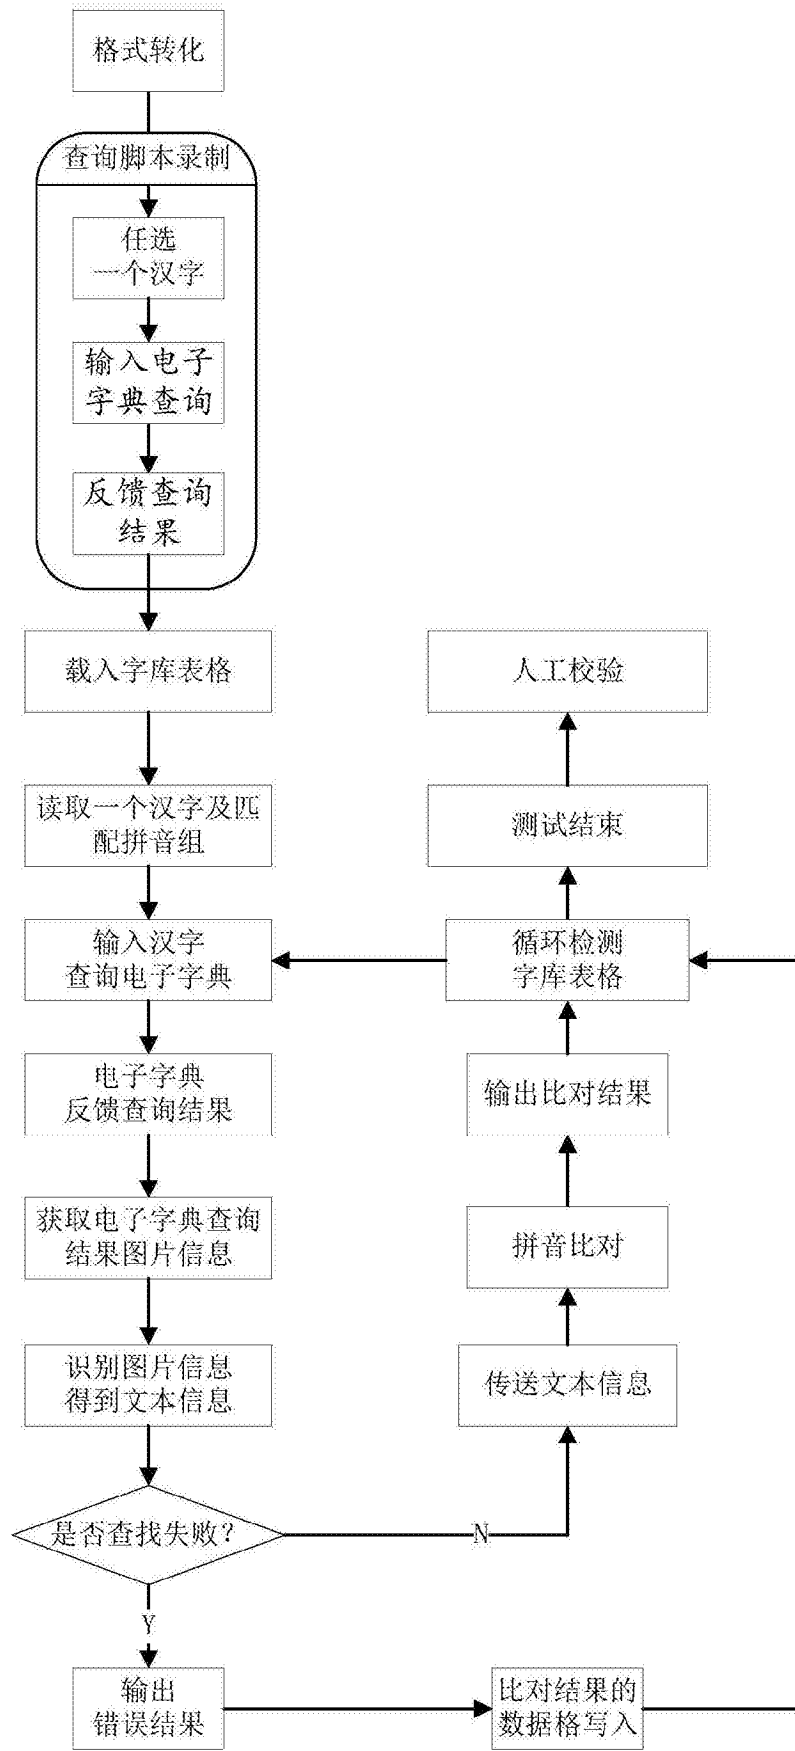 格式转化
查询脚本录制
任选
一个汉字
输入电子
字典查询
反馈查询
结果
载入字库表格
读取一个汉字及匹
配拼音组
输入汉字
查询电子字典
电子字典
反馈查询结果
获取电子字典查询
结果图片信息
识别图片信息
得到文本信息
是否查找失败？
N
Y
输出
错误结果
比对结果的
数据格写入
传送文本信息
拼音比对
输出比对结果
循环检测
字库表格
测试结束
人工校验